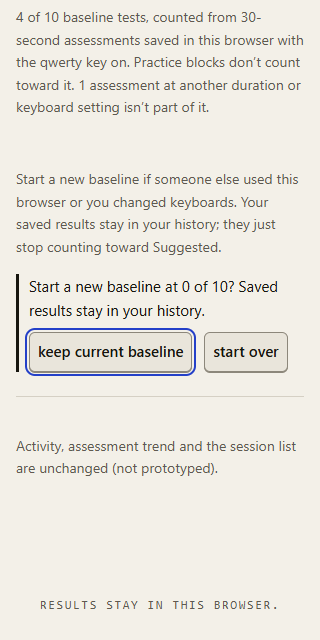 4 of 10 baseline tests, counted from 30-
second assessments saved in this browser with
the qwerty key on. Practice blocks don't count
toward it. 1 assessment at another duration or
keyboard setting isn't part of it.
Start a new baseline if someone else used this
browser or you changed keyboards. Your
saved results stay in your history; they just
stop counting toward Suggested.
Start a new baseline at 0 of 10? Saved
results stay in your history.
keep current baseline start over
Activity, assessment trend and the session list
are unchanged (not prototyped).
RESULTS STAY IN THIS BROWSER.